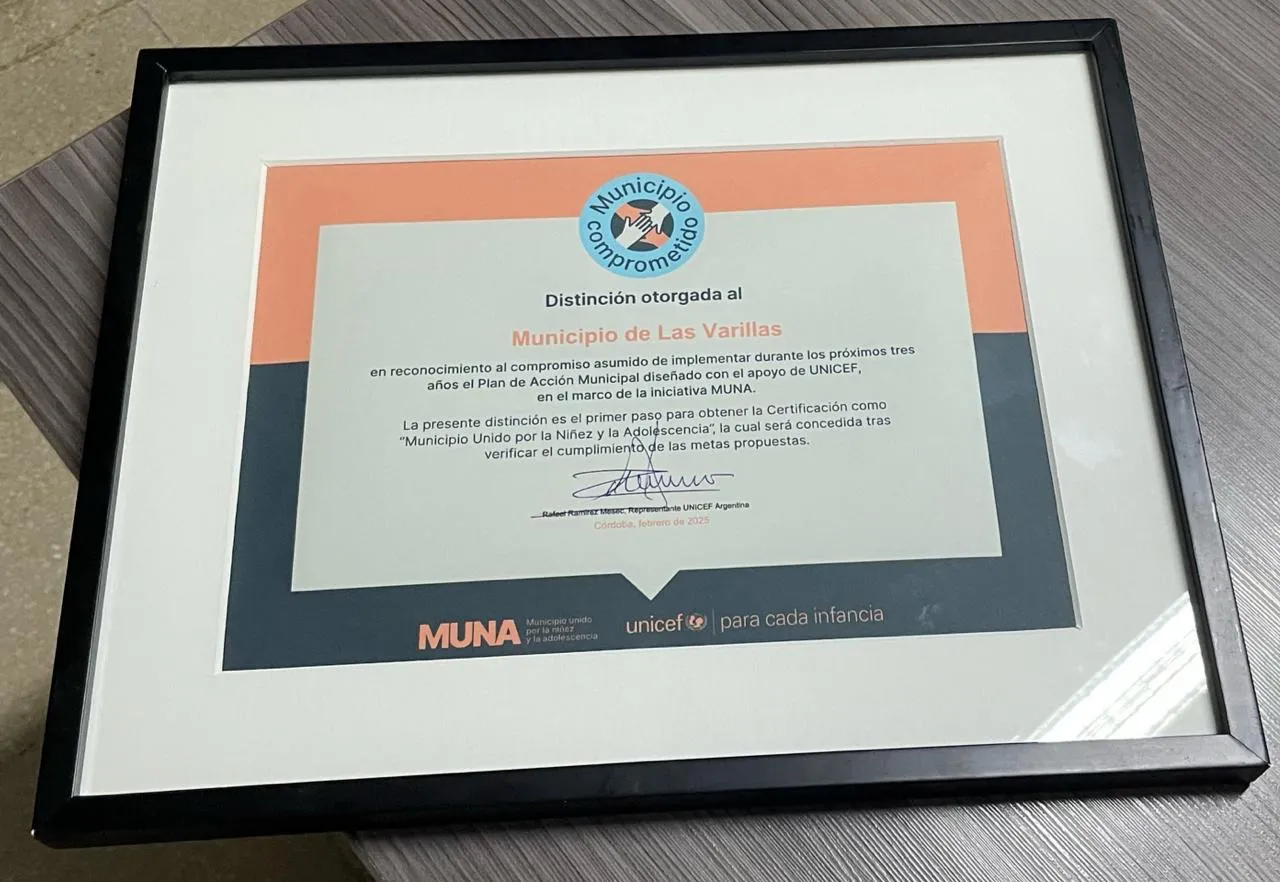 Municipio
comprometido
Distinción otorgada al
Municipio de Las Varillas
en reconocimiento al compromiso asumido de implementar durante los próximos tres
años el Plan de Acción Municipal diseñado con el apoyo de UNICEF,
en el marco de la iniciativa MUNA.
La presente distinción es el primer paso para obtener la Certificación como
“Municipio Unido por la Niñez y la Adolescencia”, la cual será concedida tras
verificar el cumplimiento de las metas propuestas.
Rafael Ramírez Mesec, Representante UNICEF Argentina
Córdoba, febrero de 2025
MUNA
Municipio unido
por la niñez
y la adolescencia
unicef
para cada infancia